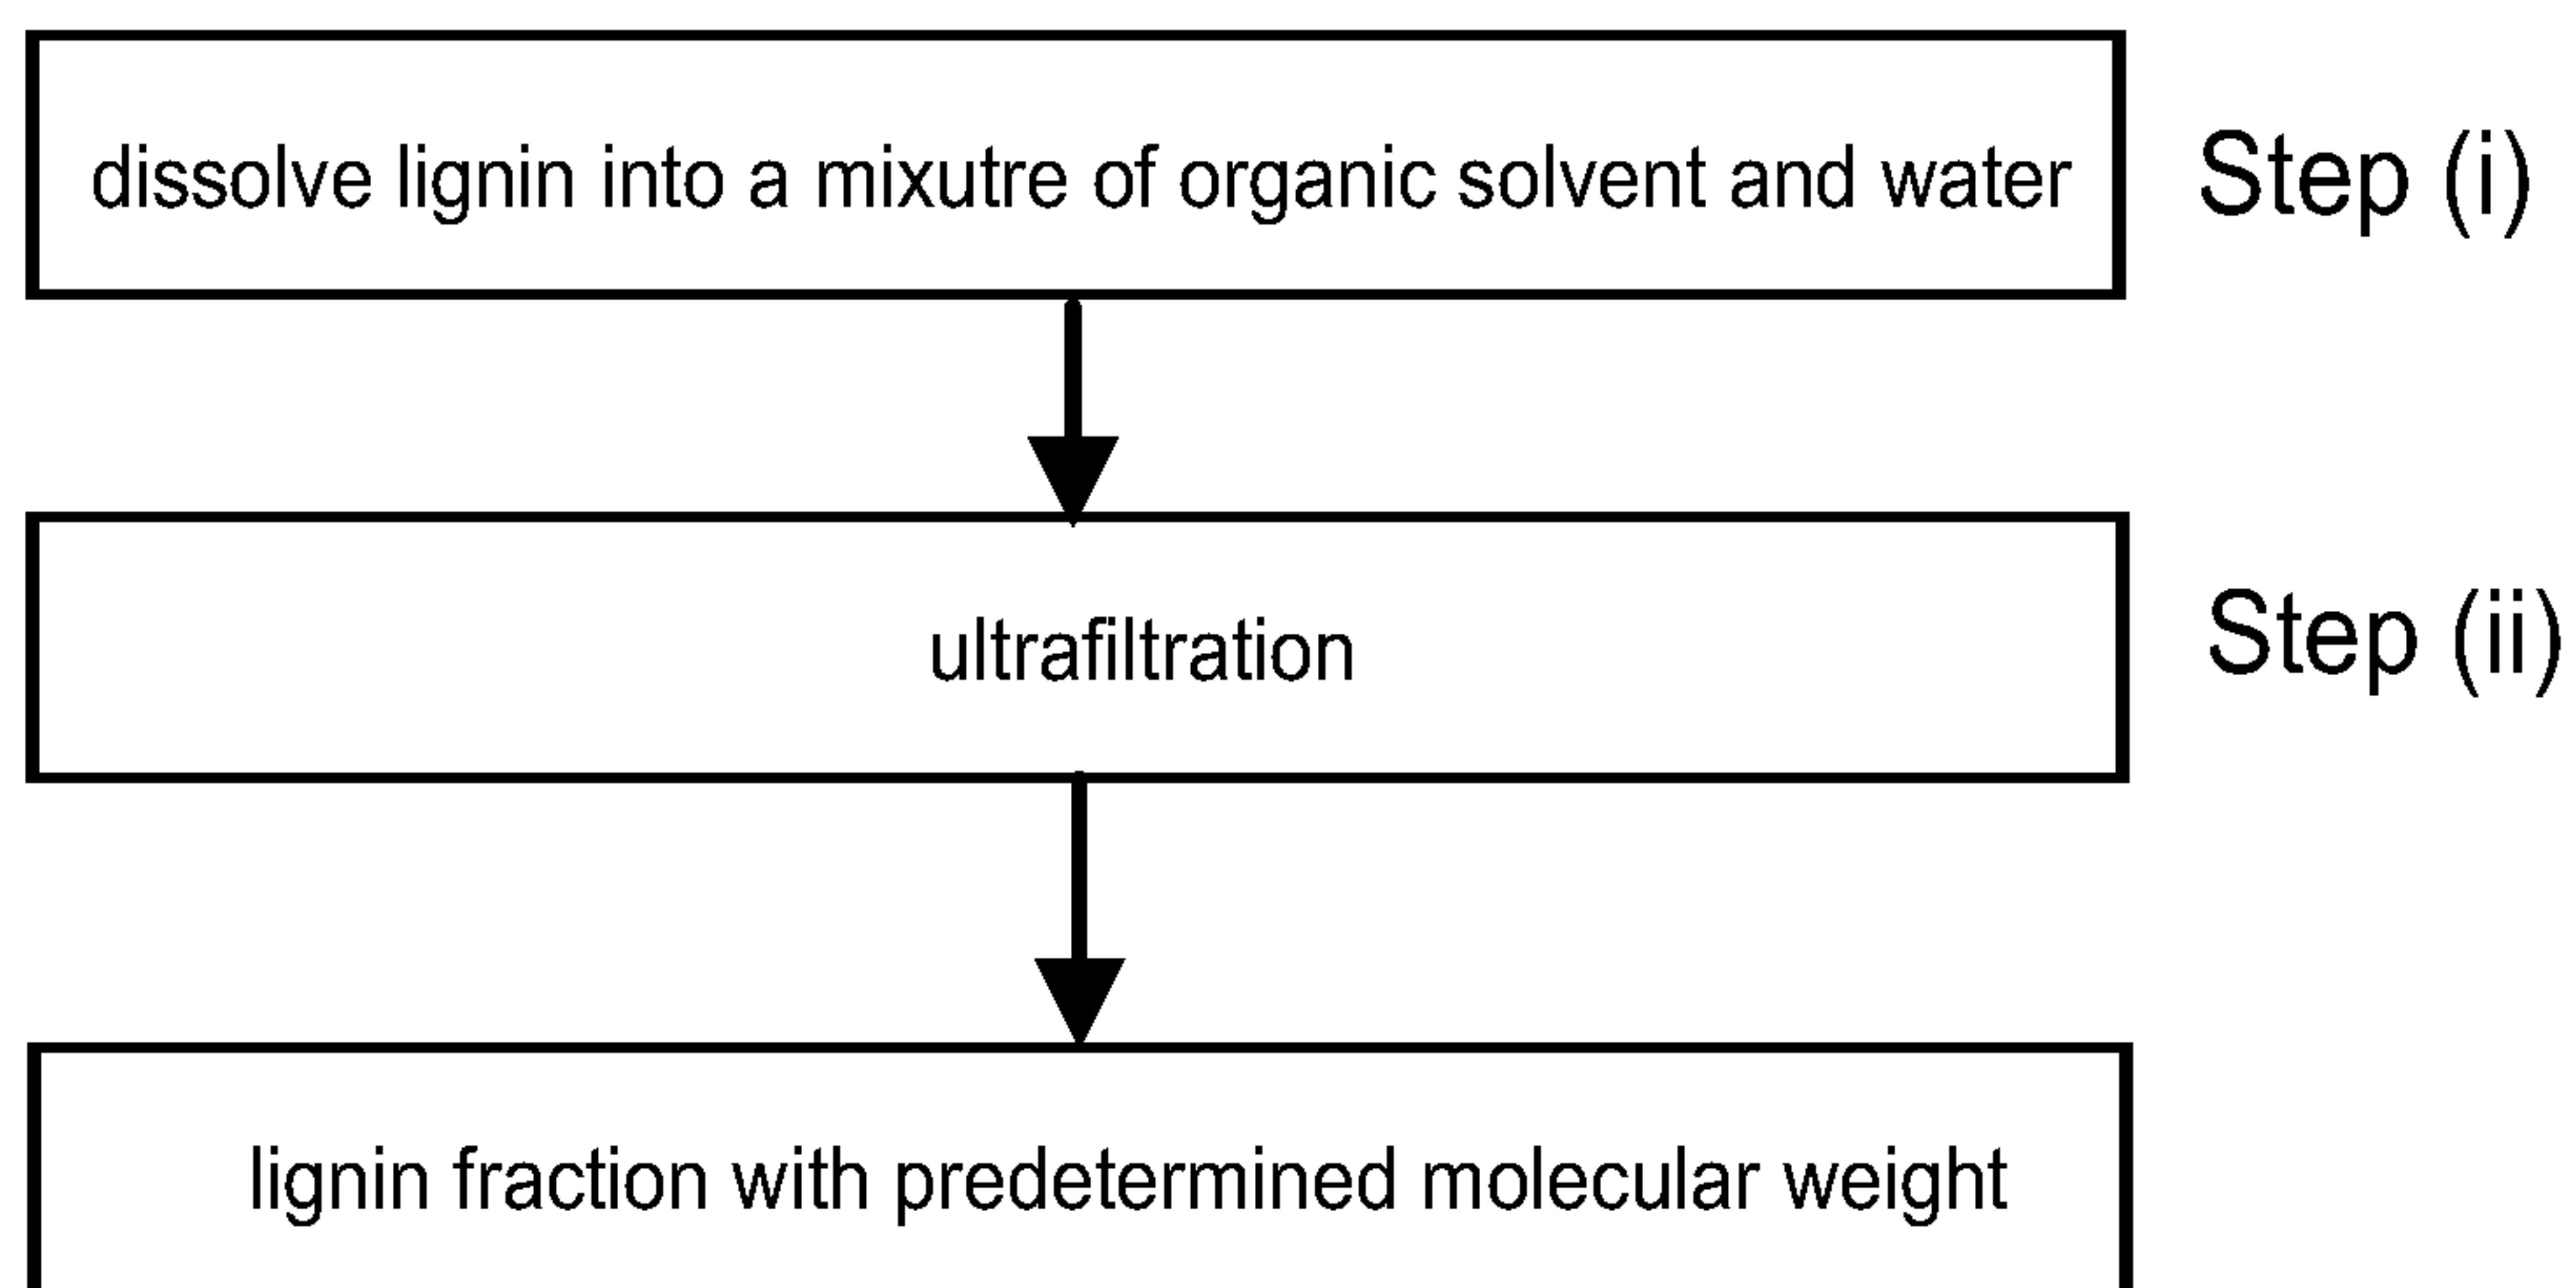 dissolve lignin into a mixutre of organic solvent and water
Step (i)
ultrafiltration
Step (ii)
lignin fraction with predetermined molecular weight